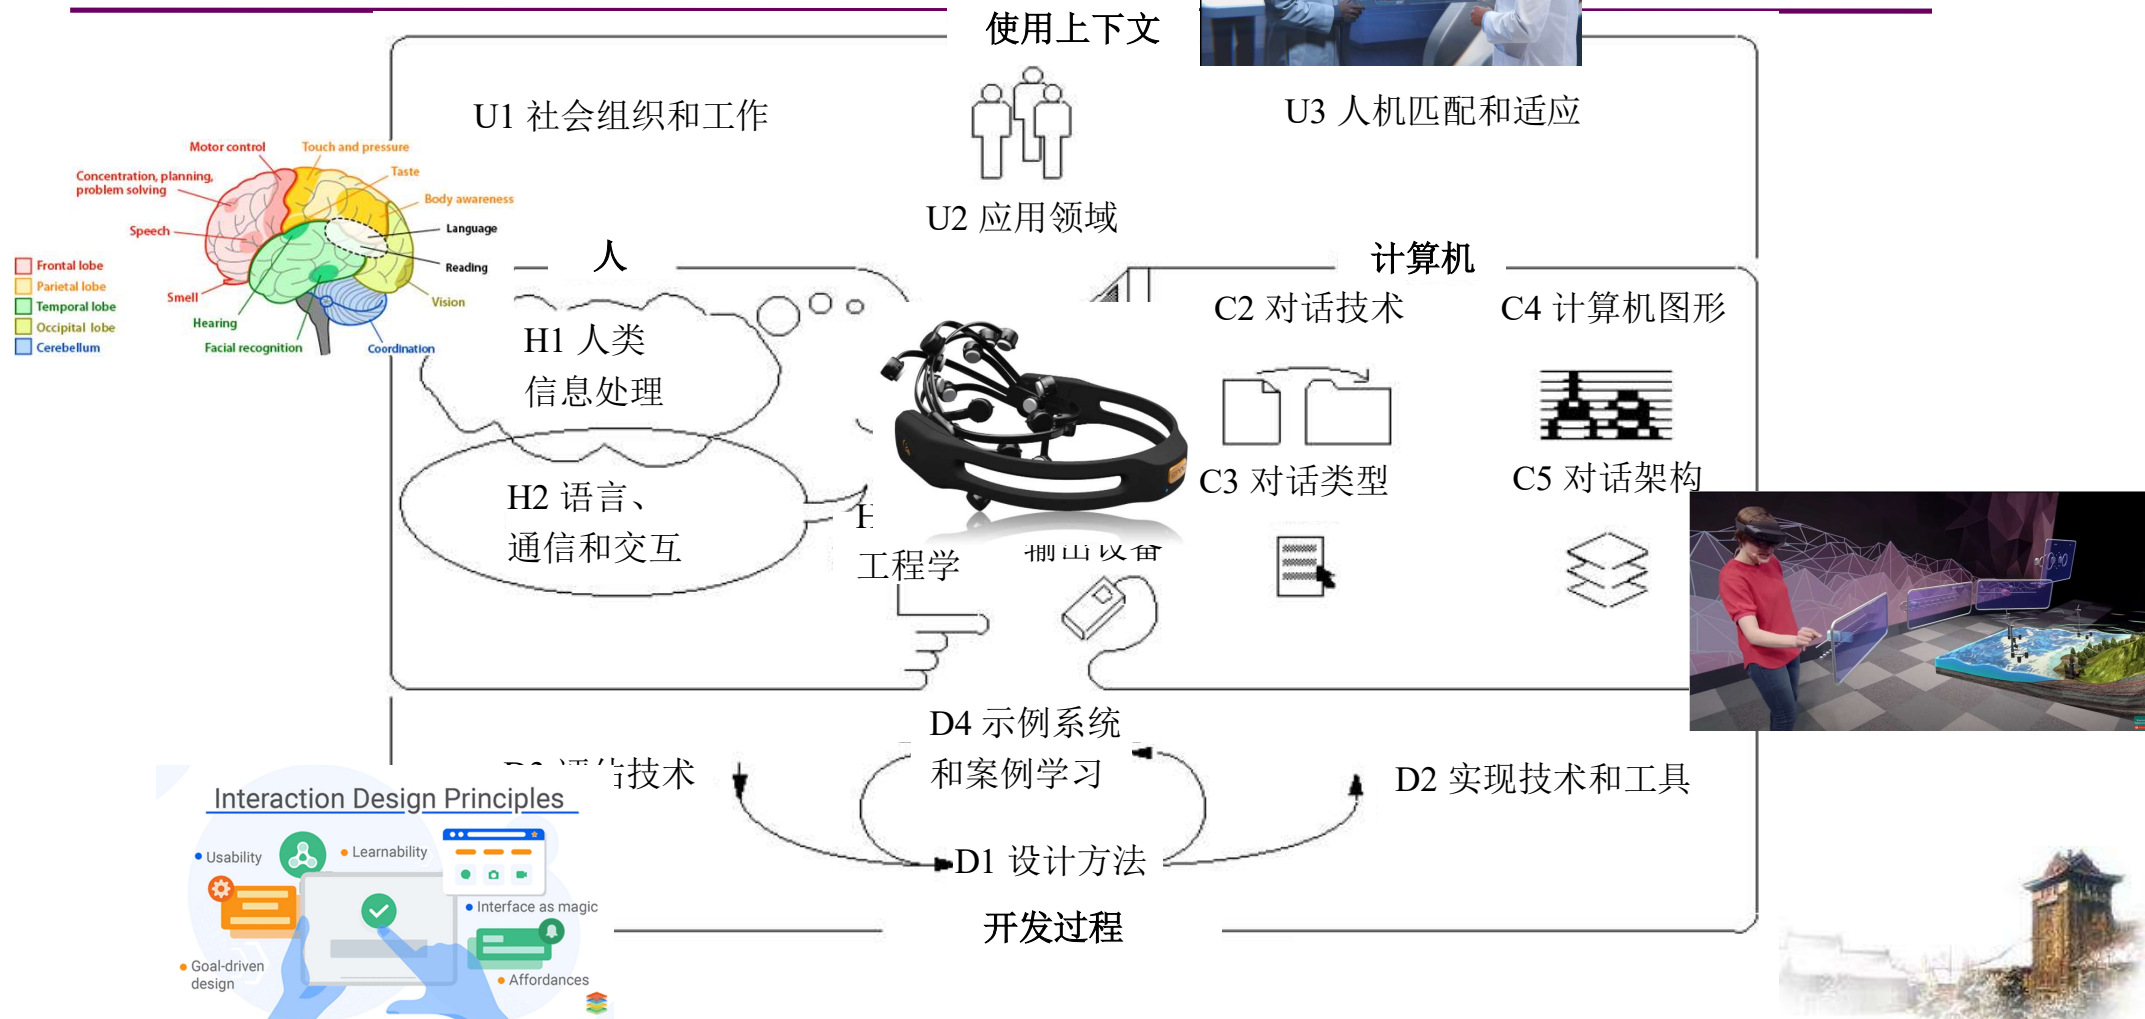 使用上下文
U1 社会组织和工作
U3 人机匹配和适应
U2 应用领域
Motor control
Touch and pressure
Concentration, planning,
problem solving
Taste
Body awareness
Speech
Language
Reading
Frontal lobe
Parietal lobe
Temporal lobe
Occipital lobe
Cerebellum
Smell
Vision
Hearing
Facial recognition
Coordination
人
计算机
H1 人类
信息处理
C2 对话技术
C4 计算机图形
H2 语言、
通信和交互
C3 对话类型
C5 对话架构
工程学
输出设备
D4 示例系统
和案例学习
评估技术
D2 实现技术和工具
D1 设计方法
开发过程
Interaction Design Principles
Usability
Learnability
Interface as magic
Goal-driven
design
Affordances